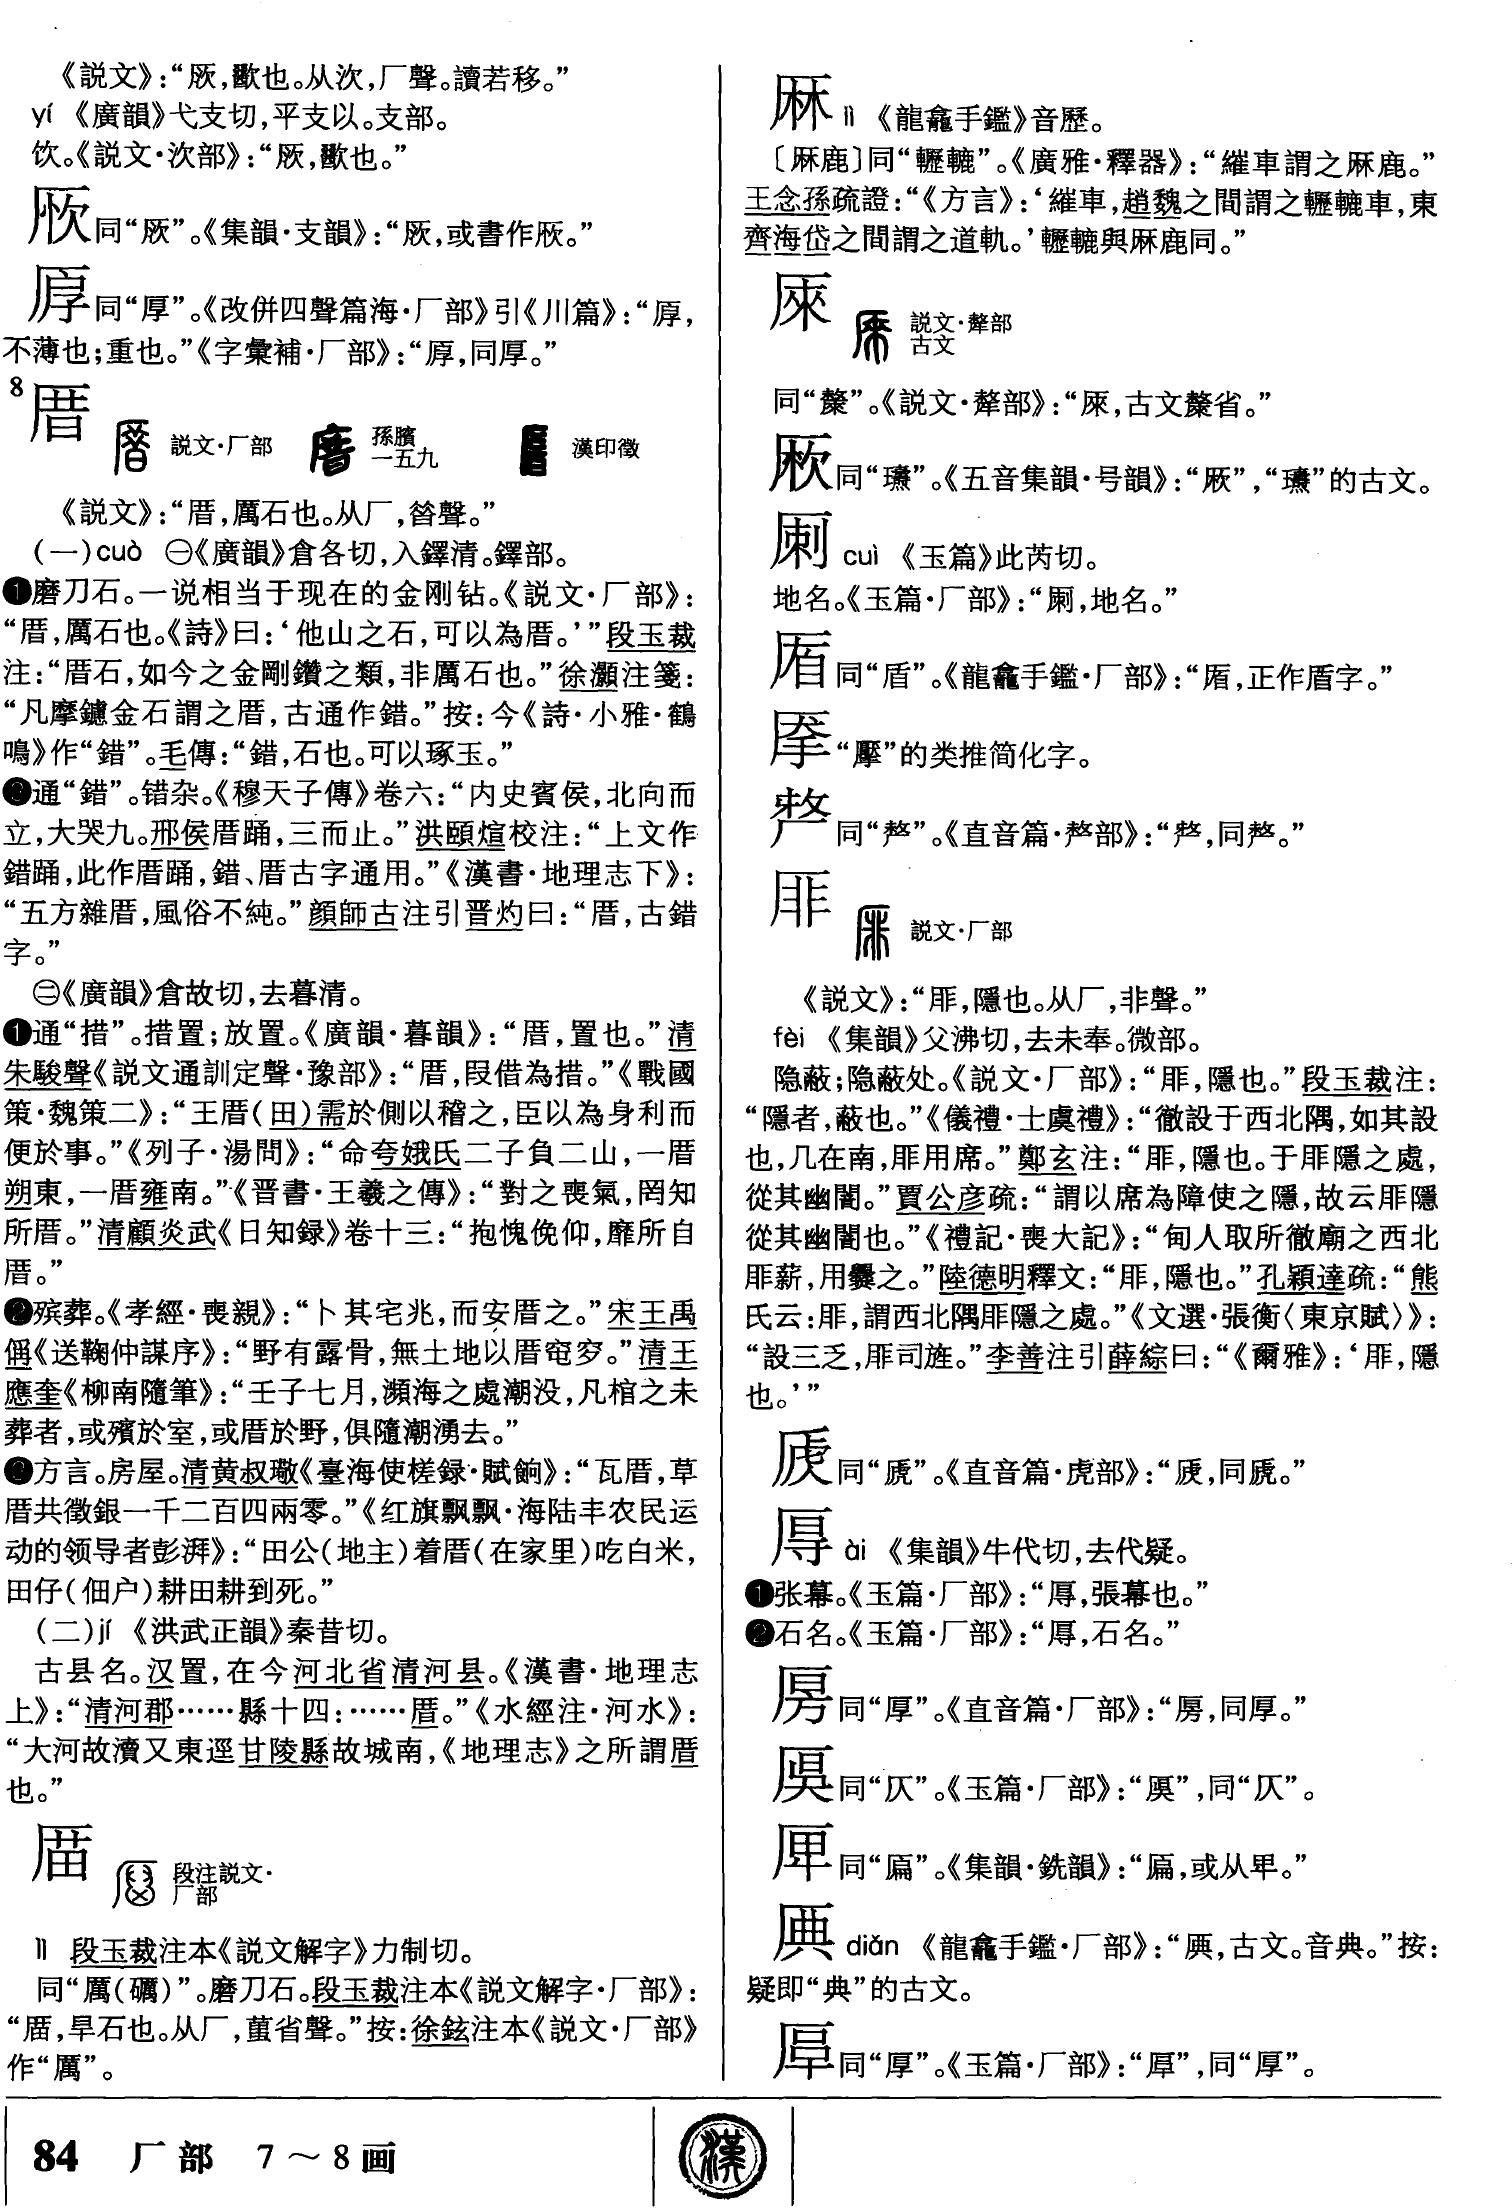 《説文》：“㕂，歠也。从㳄，厂聲。讀若移。”
yí 《廣韻》弋支切，平支以。支部。
饮。《説文·㳄部》：“㕂，歠也。”
同“㕂”。《集韻·支韻》：“㕂，或書作㕂。”
同“厚”。《改併四聲篇海·厂部》引《川篇》：“厚，
不薄也；重也。”《字彙補·厂部》：“，同厚。”
8
厝 説文·厂部 孫臏 一五九 漢印徵
《説文》：“厝，厲石也。从厂，㫺聲。”
（一）cuò ㊀《廣韻》倉各切，入鐸清。鐸部。
❶磨刀石。一说相当于现在的金刚钻。《説文·厂部》：
“厝，厲石也。《詩》曰：‘他山之石，可以為厝。’”段玉裁
注：“厝石，如今之金剛鑽之類，非厲石也。”徐灝注箋：
“凡摩鑢金石謂之厝，古通作錯。”按：今《詩·小雅·鶴
鳴》作“錯”。毛傳：“錯，石也。可以琢玉。”
❷通“錯”。错杂。《穆天子傳》卷六：“内史賓侯，北向而
立，大哭九。邢侯厝踊，三而止。”洪頤煊校注：“上文作
錯踊，此作厝踊，錯、厝古字通用。”《漢書·地理志下》：
“五方雜厝，風俗不純。”顔師古注引晋灼曰：“厝，古錯
字。”
㊁《廣韻》倉故切，去暮清。
❶通“措”。措置；放置。《廣韻·暮韻》：“厝，置也。”清
朱駿聲《説文通訓定聲·豫部》：“厝，叚借為措。”《戰國
策·魏策二》：“王厝（田）需於側以稽之，臣以為身利而
便於事。”《列子·湯問》：“命夸娥氏二子負二山，一厝
朔東，一厝雍南。”《晋書·王羲之傳》：“對之喪氣，罔知
所厝。”清顧炎武《日知録》卷十三：“抱愧俛仰，靡所自
厝。”
❷殡葬。《孝經·喪親》：“卜其宅兆，而安厝之。”宋王禹
偁《送鞠仲謀序》：“野有露骨，無土地以厝窀穸。”清王
應奎《柳南隨筆》：“壬子七月，瀕海之處潮没，凡棺之未
葬者，或殯於室，或厝於野，俱隨潮湧去。”
❸方言。房屋。清黄叔璥《臺海使槎録·賦餉》：“瓦厝，草
厝共徵銀一千二百四兩零。”《红旗飘飘·海陆丰农民运
动的领导者彭湃》：“田公（地主）着厝（在家里）吃白米，
田仔（佃户）耕田耕到死。”
（二）jí 《洪武正韻》秦昔切。
古县名。汉置，在今河北省清河县。《漢書·地理志
上》：“清河郡……縣十四：……厝。”《水經注·河水》：
“大河故瀆又東逕甘陵縣故城南，《地理志》之所謂厝
也。”
段注説文· 厂部
lì 段玉裁注本《説文解字》力制切。
同“厲（礪）”。磨刀石。段玉裁注本《説文解字·厂部》：
“，旱石也。从厂，蠆省聲。”按：徐鉉注本《説文·厂部》
作“厲”。
厤 lì 《龍龕手鑑》音歷。
〔厤鹿〕同“轣轆”。《廣雅·釋器》：“維車謂之厤鹿。”
王念孫疏證：“《方言》：‘維車，趙魏之間謂之轣轆車，東
齊海岱之間謂之道軌。’轣轆與厤鹿同。”
説文·犛部 古文
同“氂”。《説文·犛部》：“，古文氂省。”
同“”。《五音集韻·号韻》：“”，“”的古文。
cuì 《玉篇》此芮切。
地名。《玉篇·厂部》：“，地名。”
同“盾”。《龍龕手鑑·厂部》：“，正作盾字。”
“”的类推简化字。
同“”。《直音篇·部》：“，同。”
厞 説文·厂部
《説文》：“厞，隱也。从厂，非聲。”
fèi 《集韻》父沸切，去未奉。微部。
隐蔽；隐蔽处。《説文·厂部》：“厞，隱也。”段玉裁注：
“隱者，蔽也。”《儀禮·士虞禮》：“徹設于西北隅，如其設
也，几在南，厞用席。”鄭玄注：“厞，隱也。于厞隱之處，
從其幽闇。”賈公彦疏：“謂以席為障使之隱，故云厞隱
從其幽闇也。”《禮記·喪大記》：“甸人取所徹廟之西北
厞薪，用爨之。”陸德明釋文：“厞，隱也。”孔穎達疏：“熊
氏云：厞，謂西北隅厞隱之處。”《文選·張衡〈東京賦〉》：
“設三乏，厞司旌。”李善注引薛綜曰：“《爾雅》：‘厞，隱
也。’”
同“虒”。《直音篇·虎部》：“，同虒。”
ài 《集韻》牛代切，去代疑。
❶张幕。《玉篇·厂部》：“，張幕也。”
❷石名。《玉篇·厂部》：“，石名。”
同“厚”。《直音篇·厂部》：“，同厚。”
同“仄”。《玉篇·厂部》：“”，同“仄”。
同“”。《集韻·銑韻》：“，或从甼。”
diǎn 《龍龕手鑑·厂部》：“，古文。音典。”按：
疑即“典”的古文。
同“厚”。《玉篇·厂部》：“”，同“厚”。
84 厂部 7～8画
漢